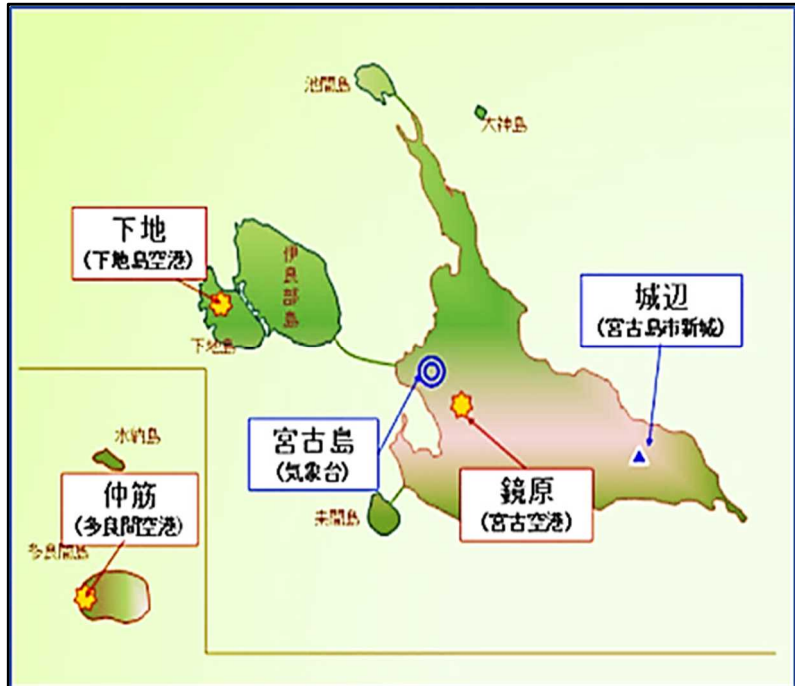 池間島
大神島
下地
(下地島空港)
伊良部島
城辺
(宮古島市新城)
下地島
宮古島
(気象台)
鏡原
(宮古空港)
来間島
水納島
仲筋
(多良間空港)
多良間島